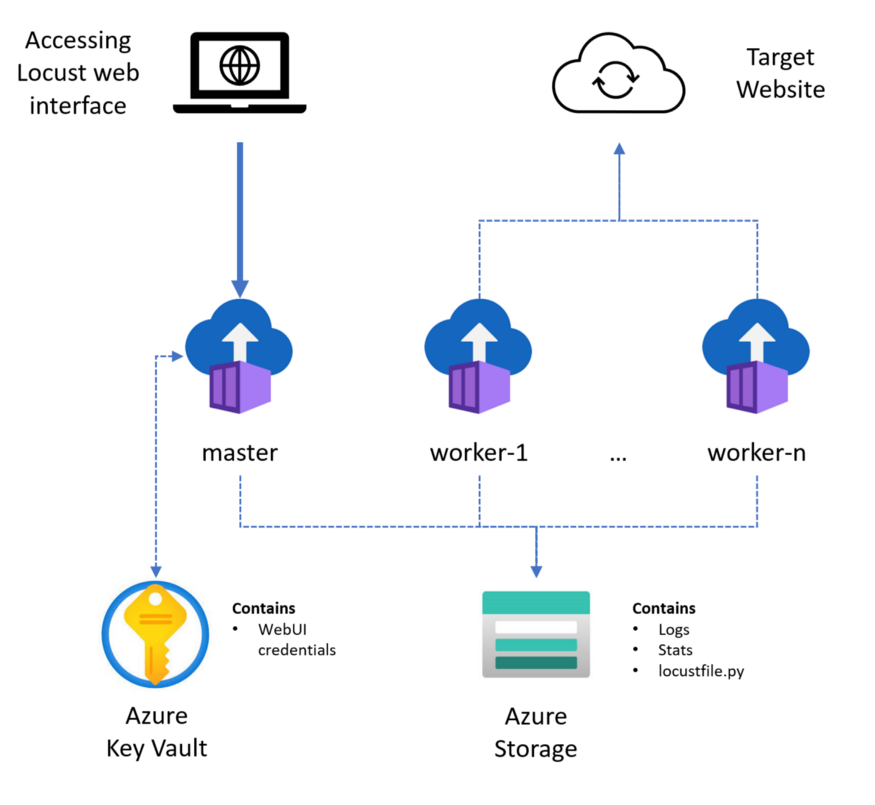 Accessing
Locust web
interface
Target
Website
master
worker-1
...
worker-n
Contains
• WebUI
credentials
Contains
• Logs
• Stats
• locustfile.py
Azure
Key Vault
Azure
Storage